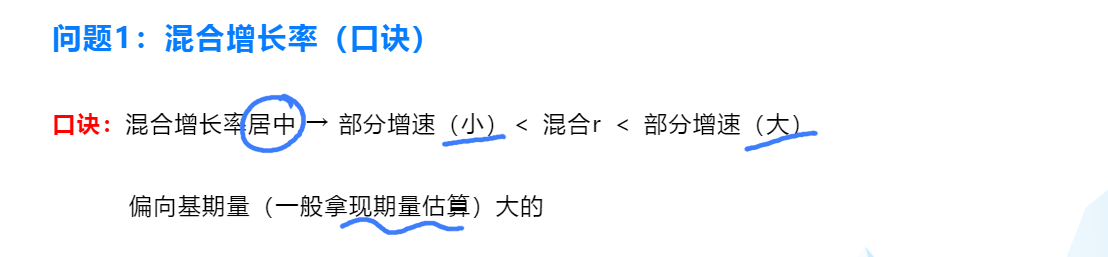 问题1：混合增长率（口诀）
口诀：混合增长率居中→ 部分增速（小）< 混合r < 部分增速（大）
偏向基期量（一般拿现期量估算）大的